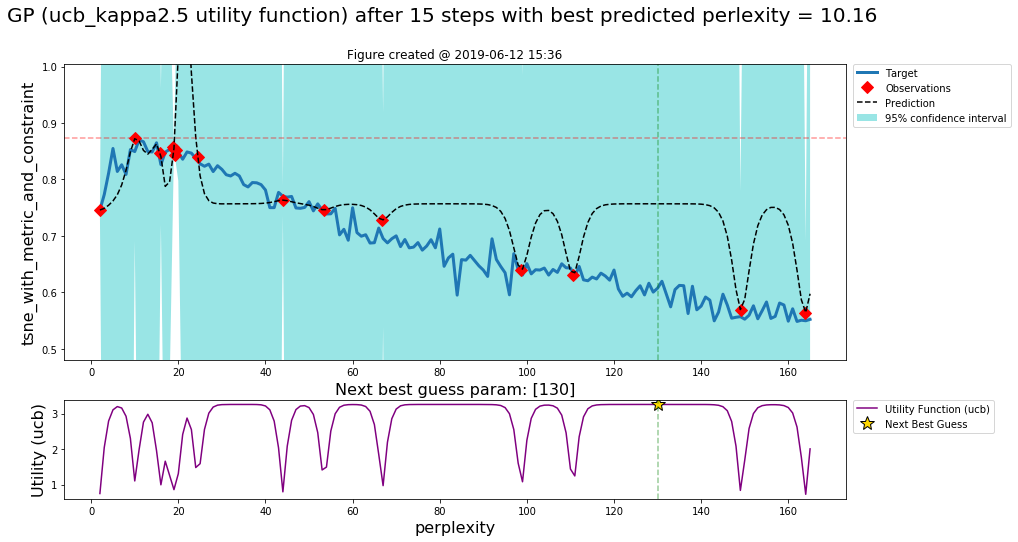 GP (ucb_kappa2.5 utility function) after 15 steps with best predicted perlexity = 10.16
Figure created @ 2019-06-12 15:36
tsne_with_metric_and_constraint
1.0
0.9
0.8
0.7
0.6
0.5
0 20 40 60 80 100 120 140 160
Target
Observations
Prediction
95% confidence interval
Next best guess param: [130]
Utility (ucb)
3
2
1
0 20 40 60 80 100 120 140 160
perplexity
Utility Function (ucb)
Next Best Guess